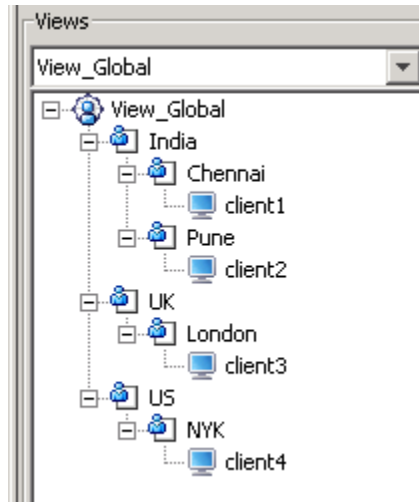 Views
View_Global
View_Global
India
Chennai
client1
Pune
client2
UK
London
client3
US
NYK
client4